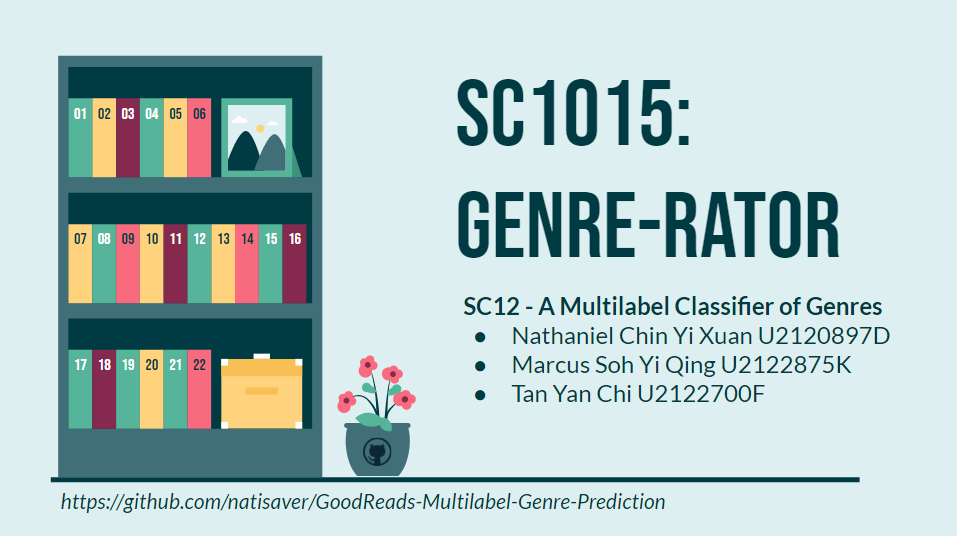 01 02 03 04 05 06
07 08 09 10 11 12 13 14 15 16
17 18 19 20 21 22
SC1015:
GENRE-RATOR
SC12 - A Multilabel Classifier of Genres
● Nathaniel Chin Yi Xuan U2120897D
● Marcus Soh Yi Qing U2122875K
● Tan Yan Chi U2122700F
https://github.com/natisaver/GoodReads-Multilabel-Genre-Prediction